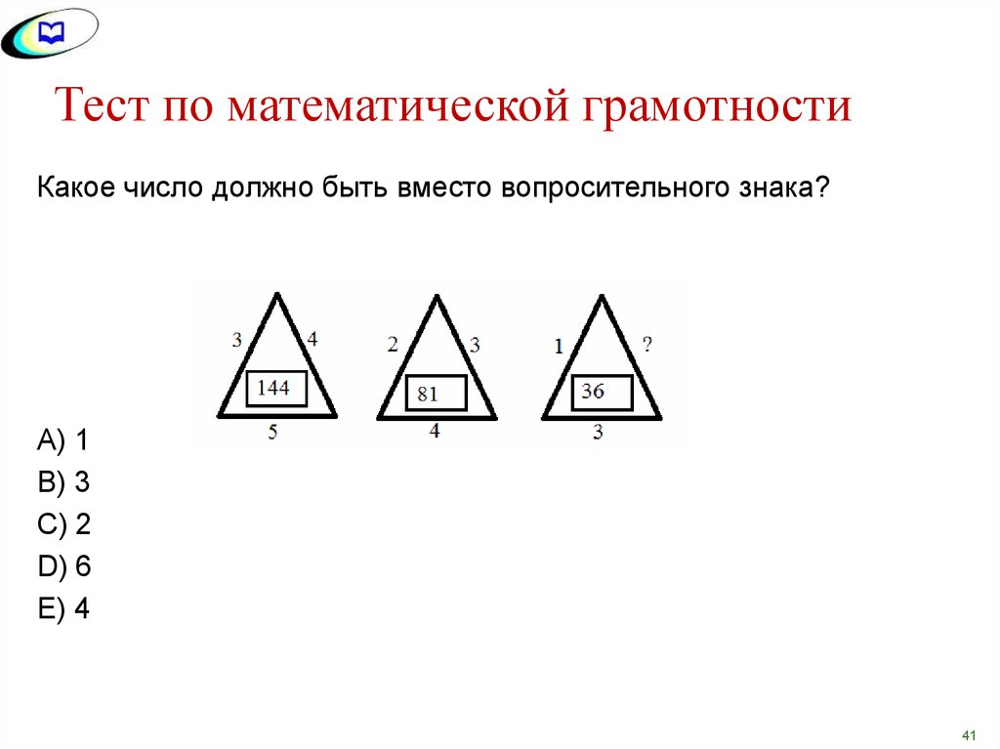 Тест по математической грамотности
Какое число должно быть вместо вопросительного знака?
3 4 2 3 1 ?
144 81 36
5 4 3
A) 1
B) 3
C) 2
D) 6
E) 4
41